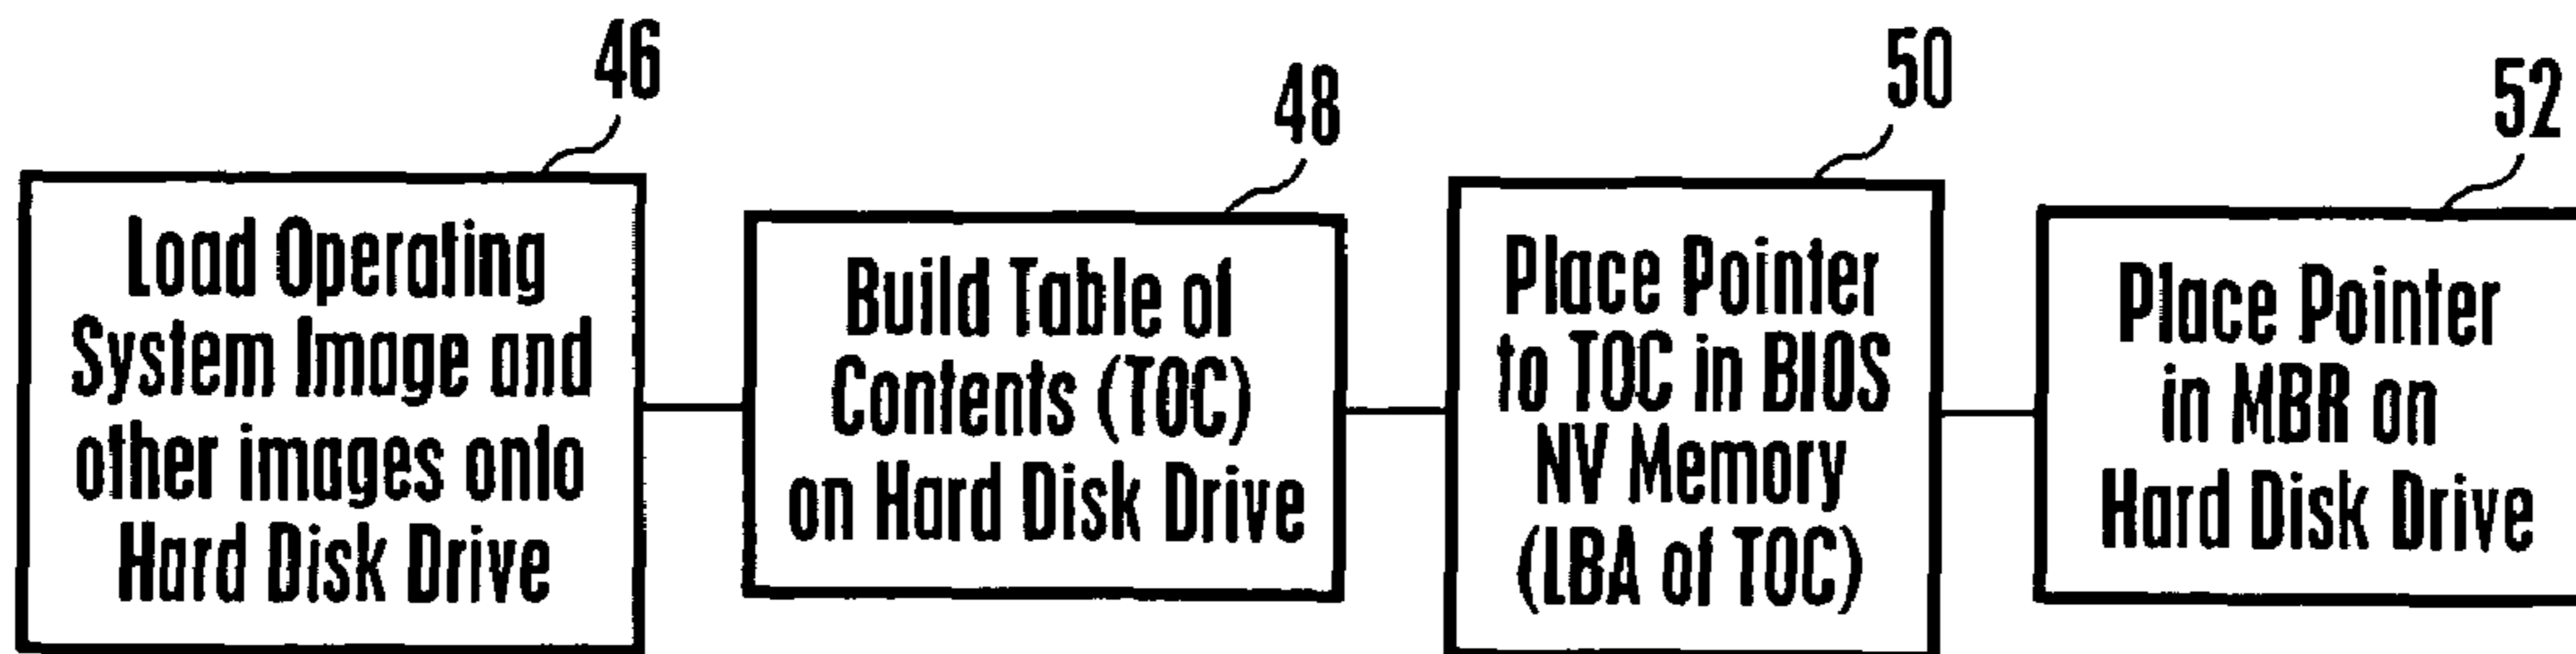 46
Load Operating
System Image and
other images onto
Hard Disk Drive
48
Build Table of
Contents (TOC)
on Hard Disk Drive
50
Place Pointer
to TOC in BIOS
NV Memory
(LBA of TOC)
52
Place Pointer
in MBR on
Hard Disk Drive